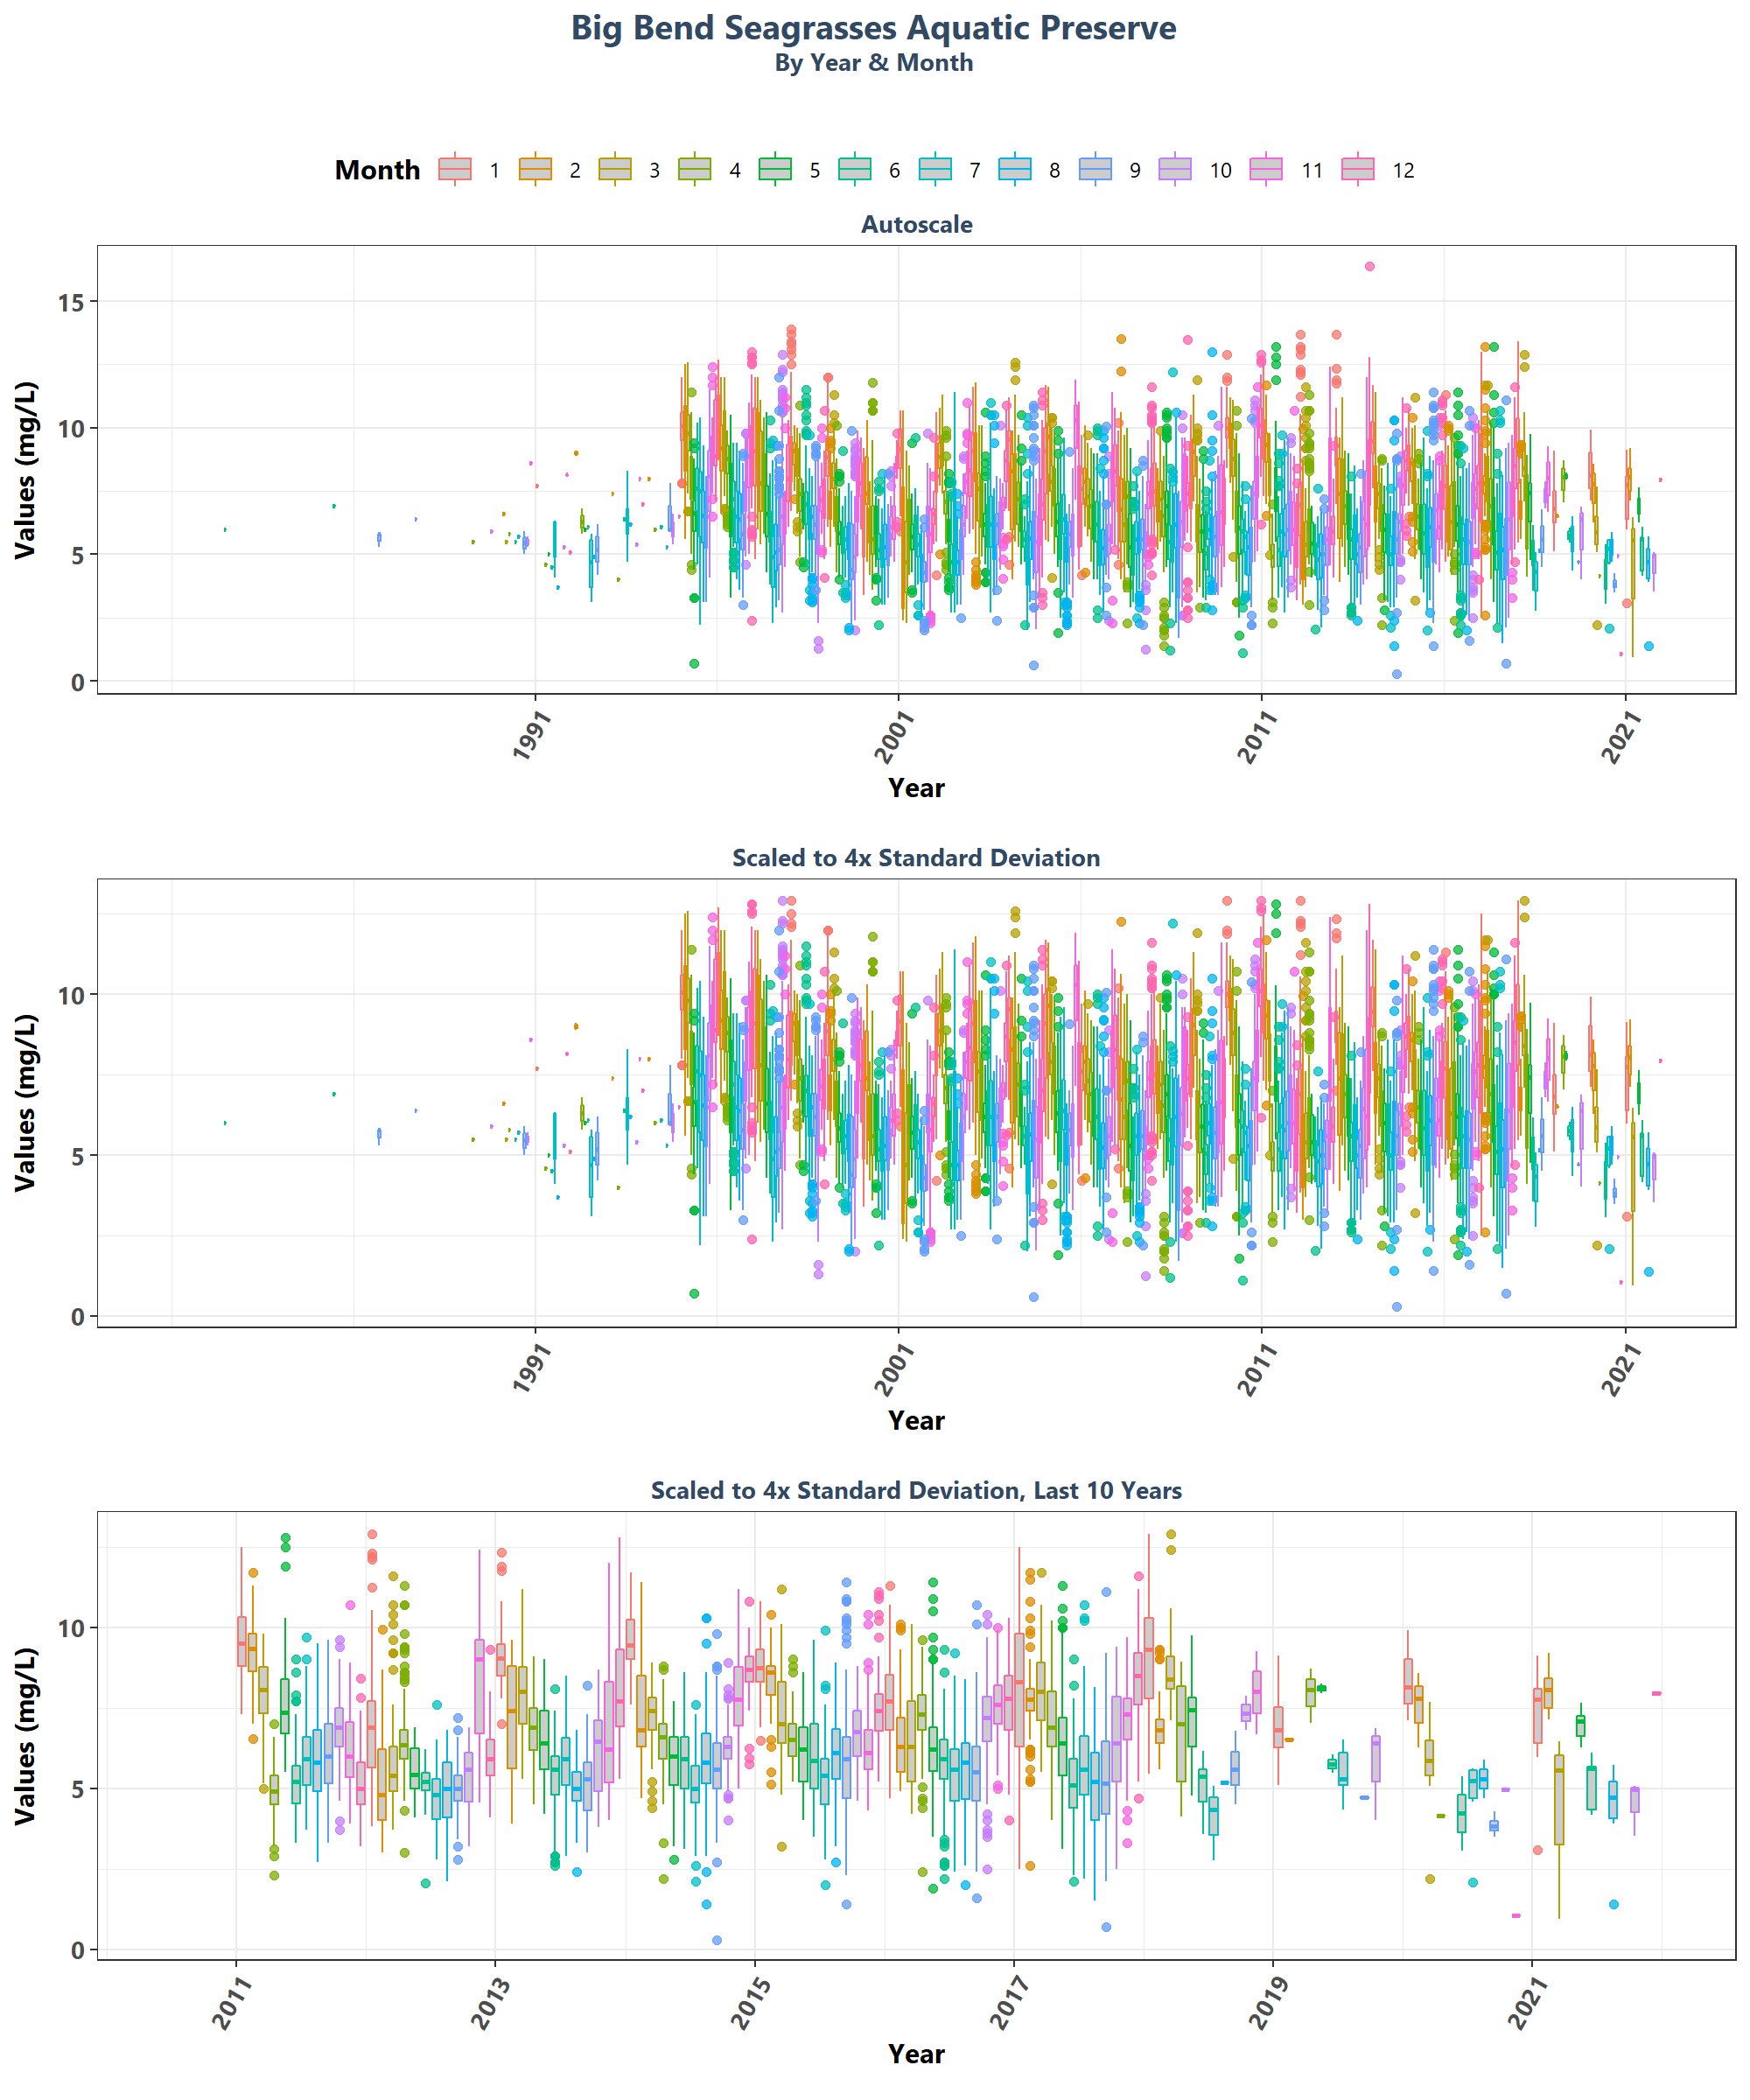 Big Bend Seagrasses Aquatic Preserve
By Year & Month
Month 1 2 3 4 5 6 7 8 9 10 11 12
Autoscale
Values (mg/L)
15
10
5
0
1991 2001 2011 2021
Year
Scaled to 4x Standard Deviation
Values (mg/L)
10
5
0
1991 2001 2011 2021
Year
Scaled to 4x Standard Deviation, Last 10 Years
Values (mg/L)
10
5
0
2011 2013 2015 2017 2019 2021
Year